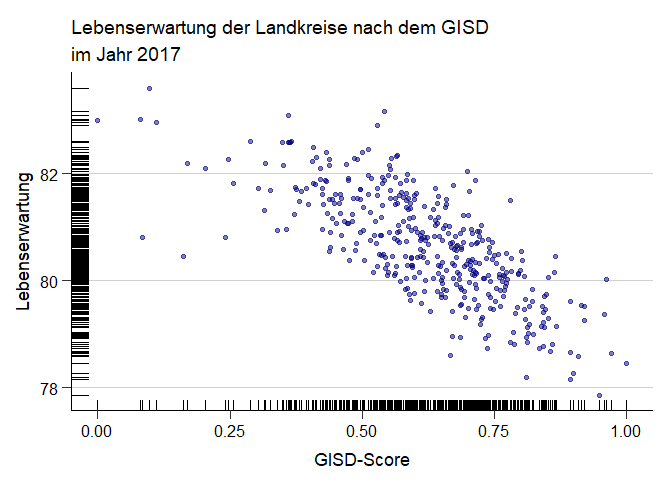 Lebenserwartung der Landkreise nach dem GISD
im Jahr 2017
Lebenserwartung
82
80
78
0.00 0.25 0.50 0.75 1.00
GISD-Score